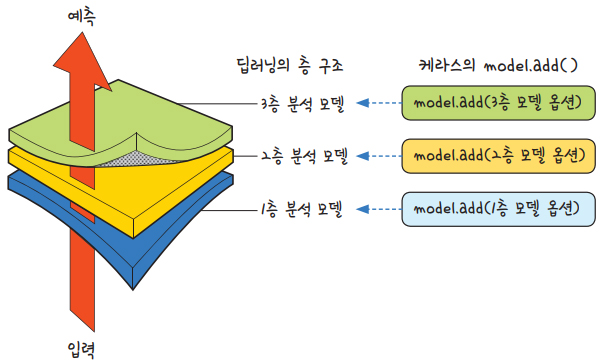 예측
딥러닝의 층 구조
케라스의 model.add()
3층 분석 모델
model.add(3층 모델 옵션)
2층 분석 모델
model.add(2층 모델 옵션)
1층 분석 모델
model.add(1층 모델 옵션)
입력